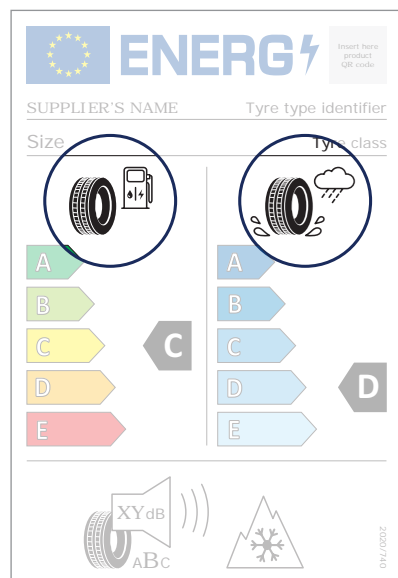 ENERG
Insert here
product
QR code
SUPPLIER'S NAME Tyre type identifier
Size Tyre class
A A
B B
C C C
D D D
E E
XYdB
ABC
2020/740